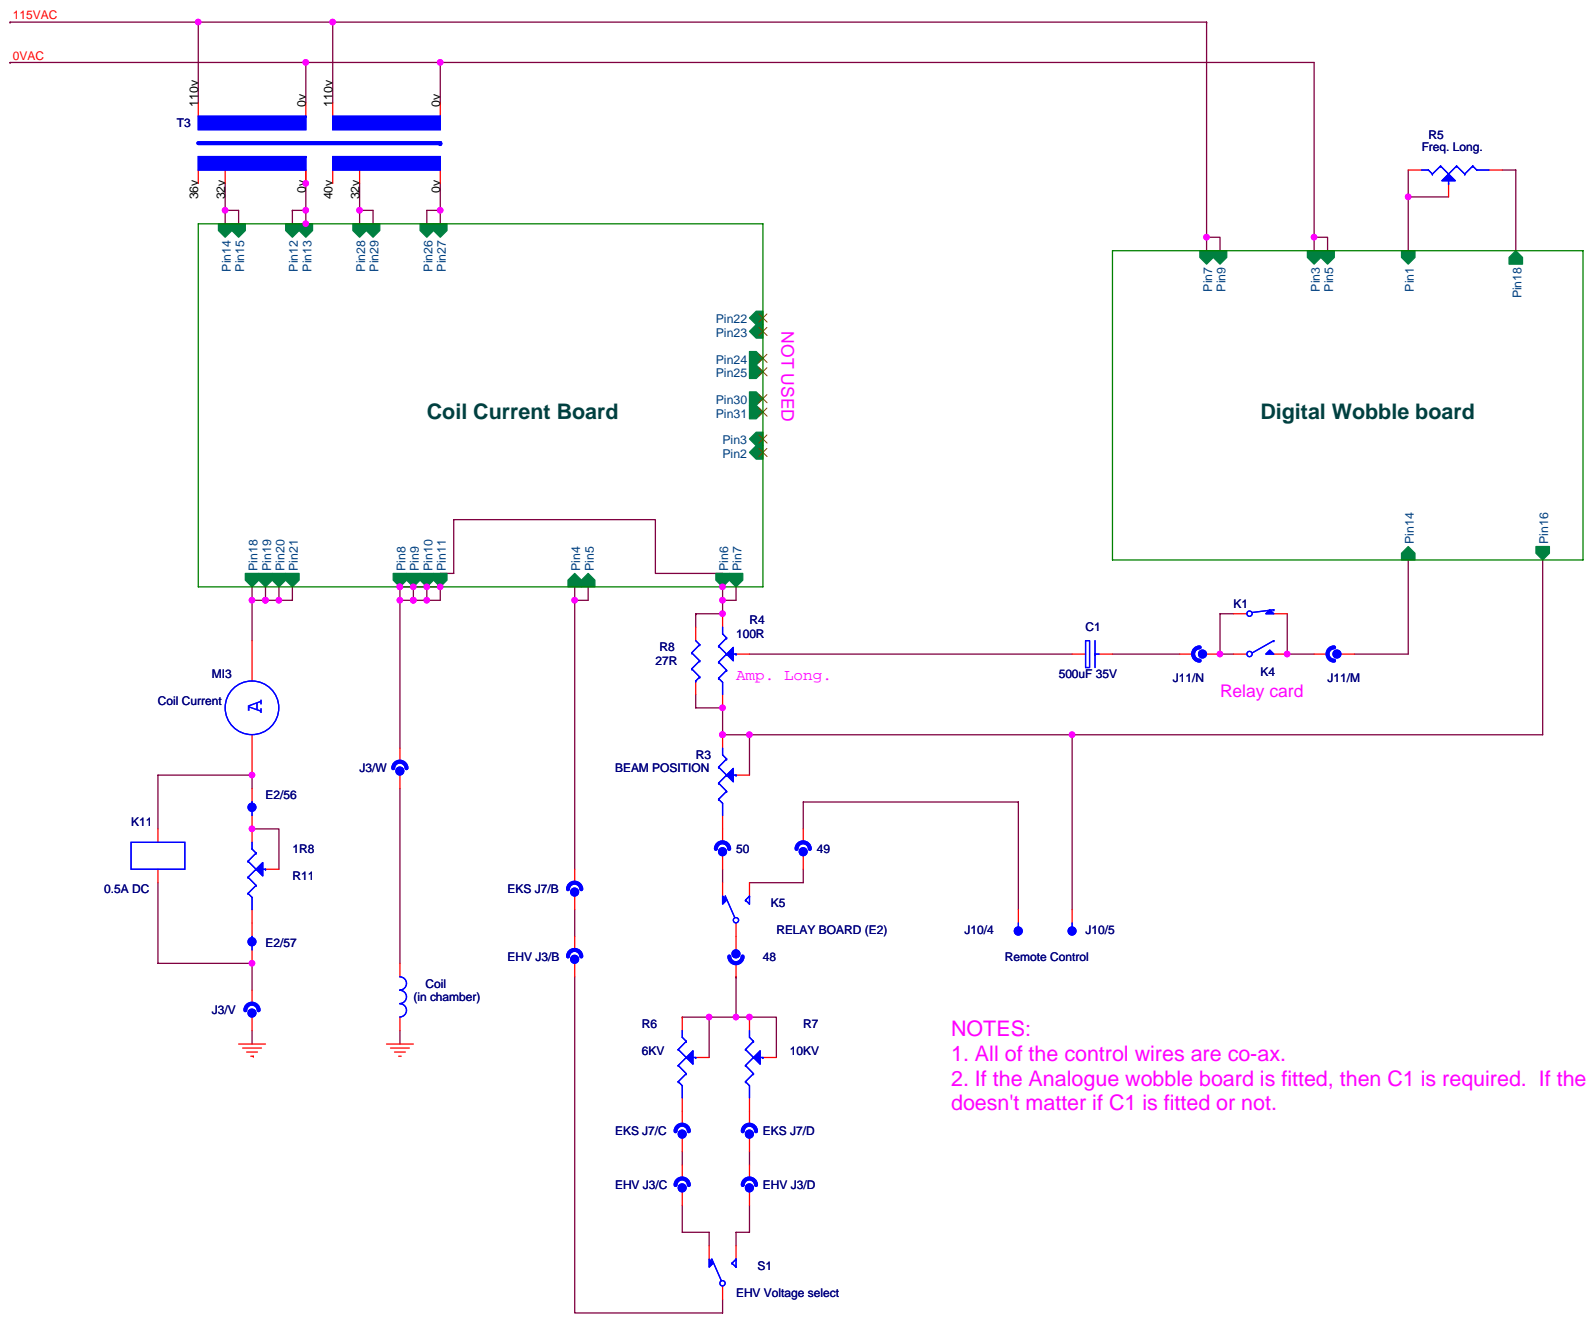 115VAC
0VAC
110v
0v
110v
0v
T3
36v
32v
0v
40v
32v
0v
Pin14
Pin15
Pin12
Pin13
Pin28
Pin29
Pin26
Pin27
R5
Freq. Long.
Pin7
Pin9
Pin3
Pin5
Pin1
Pin18
Pin22
Pin23
Pin24
Pin25
Pin30
Pin31
Pin3
Pin2
NOT USED
Coil Current Board
Digital Wobble board
Pin18
Pin19
Pin20
Pin21
Pin8
Pin9
Pin10
Pin11
Pin4
Pin5
Pin6
Pin7
Pin14
Pin16
R4
100R
R8
27R
Amp. Long.
C1
500uF 35V
J11/N
K1
K4
J11/M
Relay card
MI3
Coil Current
A
J3/W
R3
BEAM POSITION
E2/56
K11
1R8
R11
0.5A DC
E2/57
J3/V
Coil
(in chamber)
EKS J7/B
EHV J3/B
50
49
K5
RELAY BOARD (E2)
48
J10/4
J10/5
Remote Control
R6
6KV
R7
10KV
EKS J7/C
EKS J7/D
EHV J3/C
EHV J3/D
S1
EHV Voltage select
NOTES:
1. All of the control wires are co-ax.
2. If the Analogue wobble board is fitted, then C1 is required.  If the
doesn't matter if C1 is fitted or not.